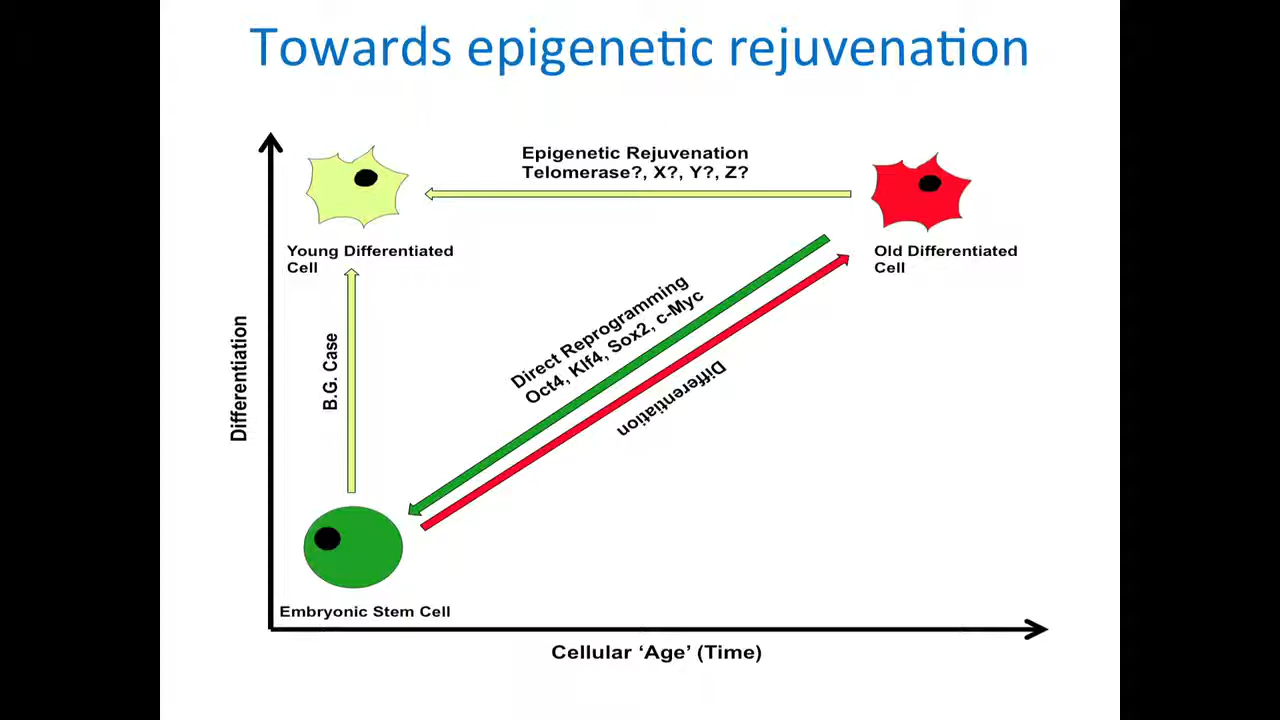 Towards epigenetic rejuvenation
Epigenetic Rejuvenation
Telomerase?, X?, Y?, Z?
Young Differentiated
Cell
Old Differentiated
Cell
Direct Reprogramming
Oct4, Klf4, Sox2, c-Myc
Differentiation
B.G. Case
Differentiation
Embryonic Stem Cell
Cellular ‘Age’ (Time)